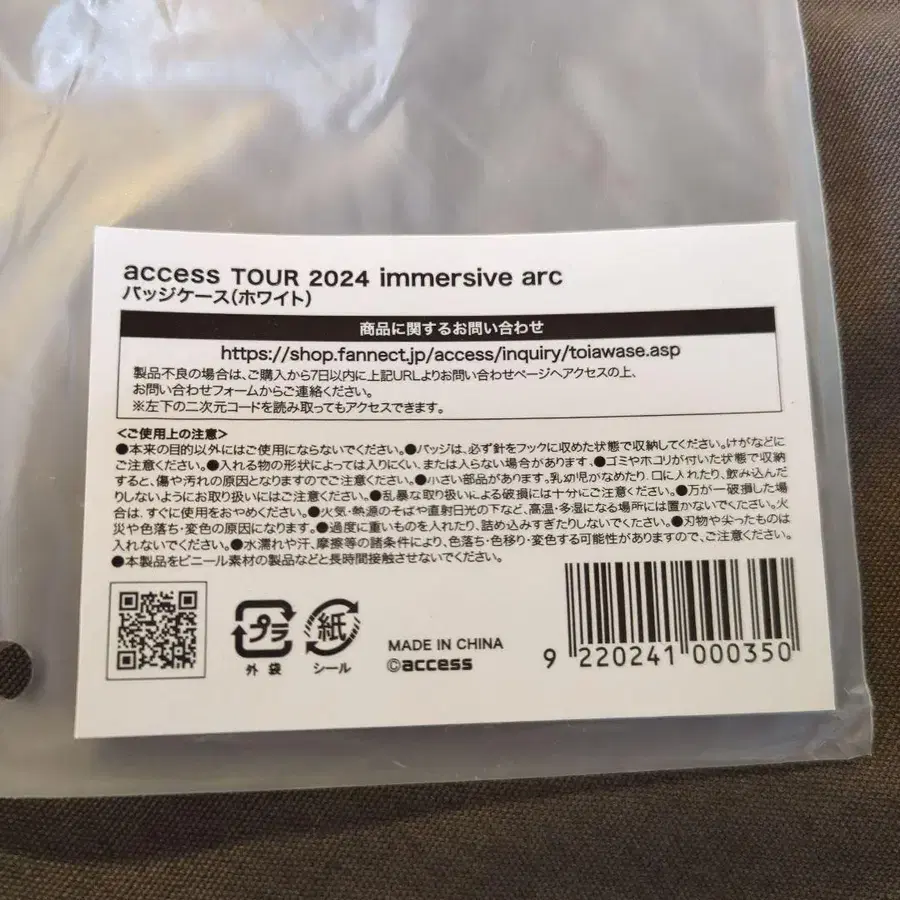 access TOUR 2024 immersive arc
バッジケース(ホワイト)
商品に関するお問い合わせ
https://shop.fannect.jp/access/inquiry/toiawase.asp
製品不良の場合は、ご購入から7日以内に上記URLよりお問い合わせページへアクセスの上、
お問い合わせフォームからご連絡ください。
※左下の二次元コードを読み取ってもアクセスできます。
<ご使用上の注意>
●本来の目的以外にはご使用にならないでください。●バッジは、必ず針をフックに収めた状態で収納してください。けがなどに
ご注意ください。●入れる物の形状によっては入りにくい、または入らない場合があります。●ゴミやホコリが付いた状態で収納
すると、傷や汚れの原因となりますのでご注意ください。●小さい部品があります。乳幼児がなめたり、口に入れたり、飲み込んだ
りしないようにお取り扱いにはご注意ください。●乱暴な取り扱いによる破損には十分にご注意ください。●万が一破損した場
合は、すぐに使用をおやめください。●火気・熱源のそばや直射日光の下など、高温・多湿になる場所には置かないでください。火
災や色落ち・変色の原因になります。●過度に重いものを入れたり、詰め込みすぎたりしないでください。●刃物や尖ったものは
入れないでください。●水濡れや汗、摩擦等の諸条件により、色落ち・色移り・変色する可能性がありますので、ご注意ください。
●本製品をビニール素材の製品などと長時間接触させないでください。
プラ
外袋
紙
シール
MADE IN CHINA
©access
9 220241 000350